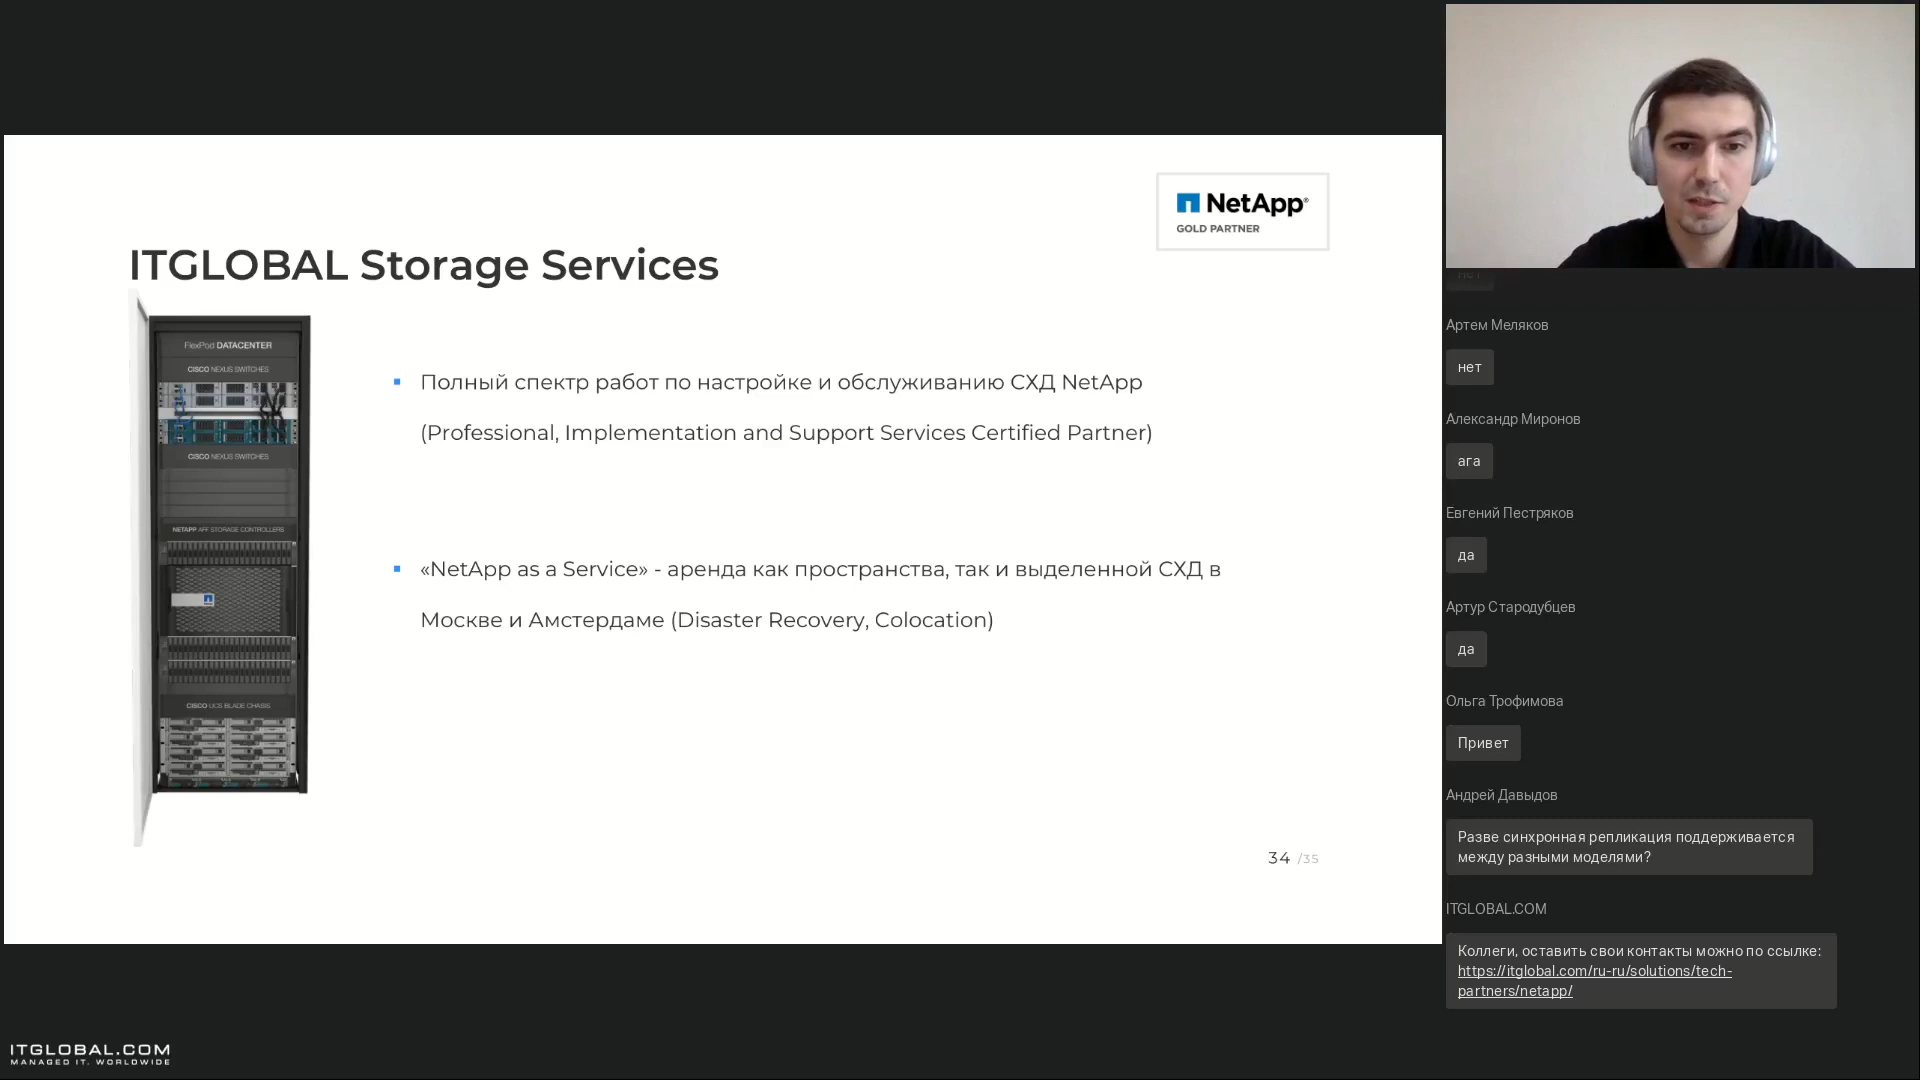 NetApp®
GOLD PARTNER
ITGLOBAL Storage Services
FlexPod DATACENTER
CISCO NEXUS SWITCHES
CISCO NEXUS SWITCHES
NETAPP AFF STORAGE CONTROLLERS
CISCO UCS BLADE CHASIS
Полный спектр работ по настройке и обслуживанию СХД NetApp
(Professional, Implementation and Support Services Certified Partner)
«NetApp as a Service» - аренда как пространства, так и выделенной СХД в
Москве и Амстердаме (Disaster Recovery, Colocation)
34 /35
нет
Артем Меляков
нет
Александр Миронов
ага
Евгений Пестряков
да
Артур Стародубцев
да
Ольга Трофимова
Привет
Андрей Давыдов
Разве синхронная репликация поддерживается
между разными моделями?
ITGLOBAL.COM
Коллеги, оставить свои контакты можно по ссылке:
https://itglobal.com/ru-ru/solutions/tech-
partners/netapp/
ITGLOBAL.COM
MANAGED IT. WORLDWIDE